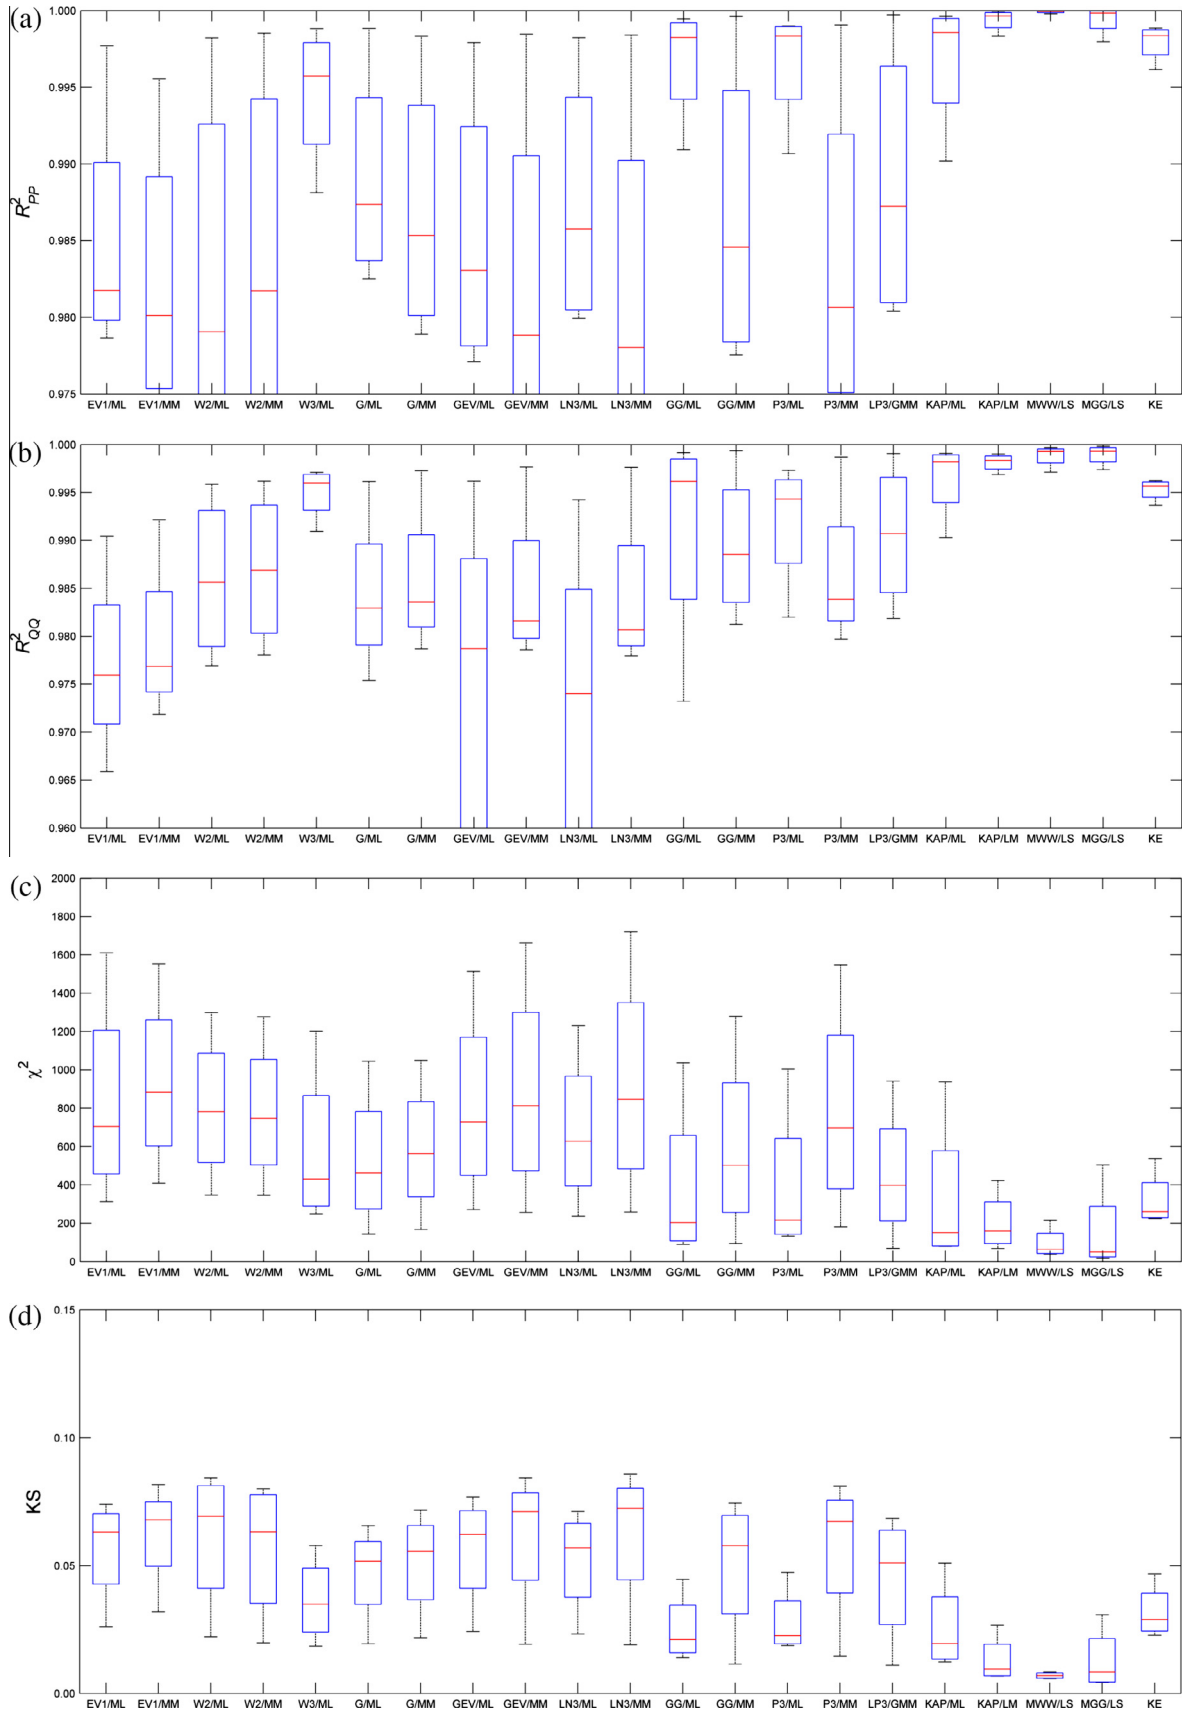 (a)
1.000
0.995
0.990
0.985
0.980
0.975
R²PP
EV1/ML EV1/MM W2/ML W2/MM W3/ML G/ML G/MM GEV/ML GEV/MM LN3/ML LN3/MM GG/ML GG/MM P3/ML P3/MM LP3/GMM KAP/ML KAP/LM MWW/LS MGG/LS KE
(b)
1.000
0.995
0.990
0.985
0.980
0.975
0.970
0.965
0.960
R²QQ
EV1/ML EV1/MM W2/ML W2/MM W3/ML G/ML G/MM GEV/ML GEV/MM LN3/ML LN3/MM GG/ML GG/MM P3/ML P3/MM LP3/GMM KAP/ML KAP/LM MWW/LS MGG/LS KE
(c)
2000
1800
1600
1400
1200
1000
800
600
400
200
0
χ²
EV1/ML EV1/MM W2/ML W2/MM W3/ML G/ML G/MM GEV/ML GEV/MM LN3/ML LN3/MM GG/ML GG/MM P3/ML P3/MM LP3/GMM KAP/ML KAP/LM MWW/LS MGG/LS KE
(d)
0.15
0.10
0.05
0.00
KS
EV1/ML EV1/MM W2/ML W2/MM W3/ML G/ML G/MM GEV/ML GEV/MM LN3/ML LN3/MM GG/ML GG/MM P3/ML P3/MM LP3/GMM KAP/ML KAP/LM MWW/LS MGG/LS KE